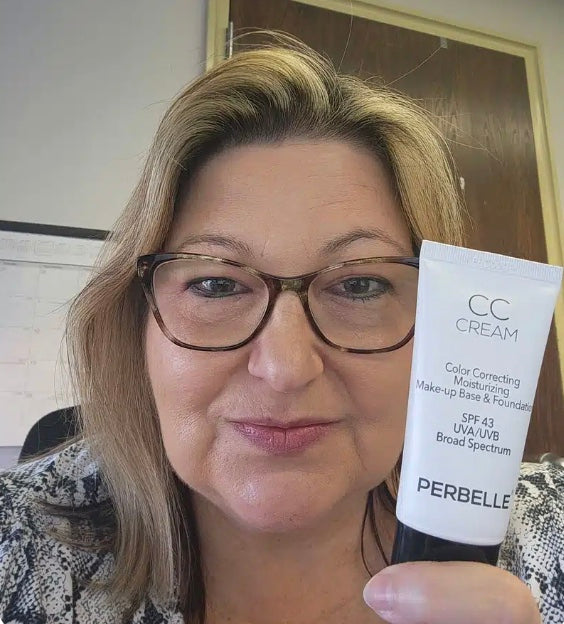 CC
CREAM
Color Correcting
Moisturizing
Make-up Base & Foundation
SPF 43
UVA/UVB
Broad Spectrum
PERBELLE